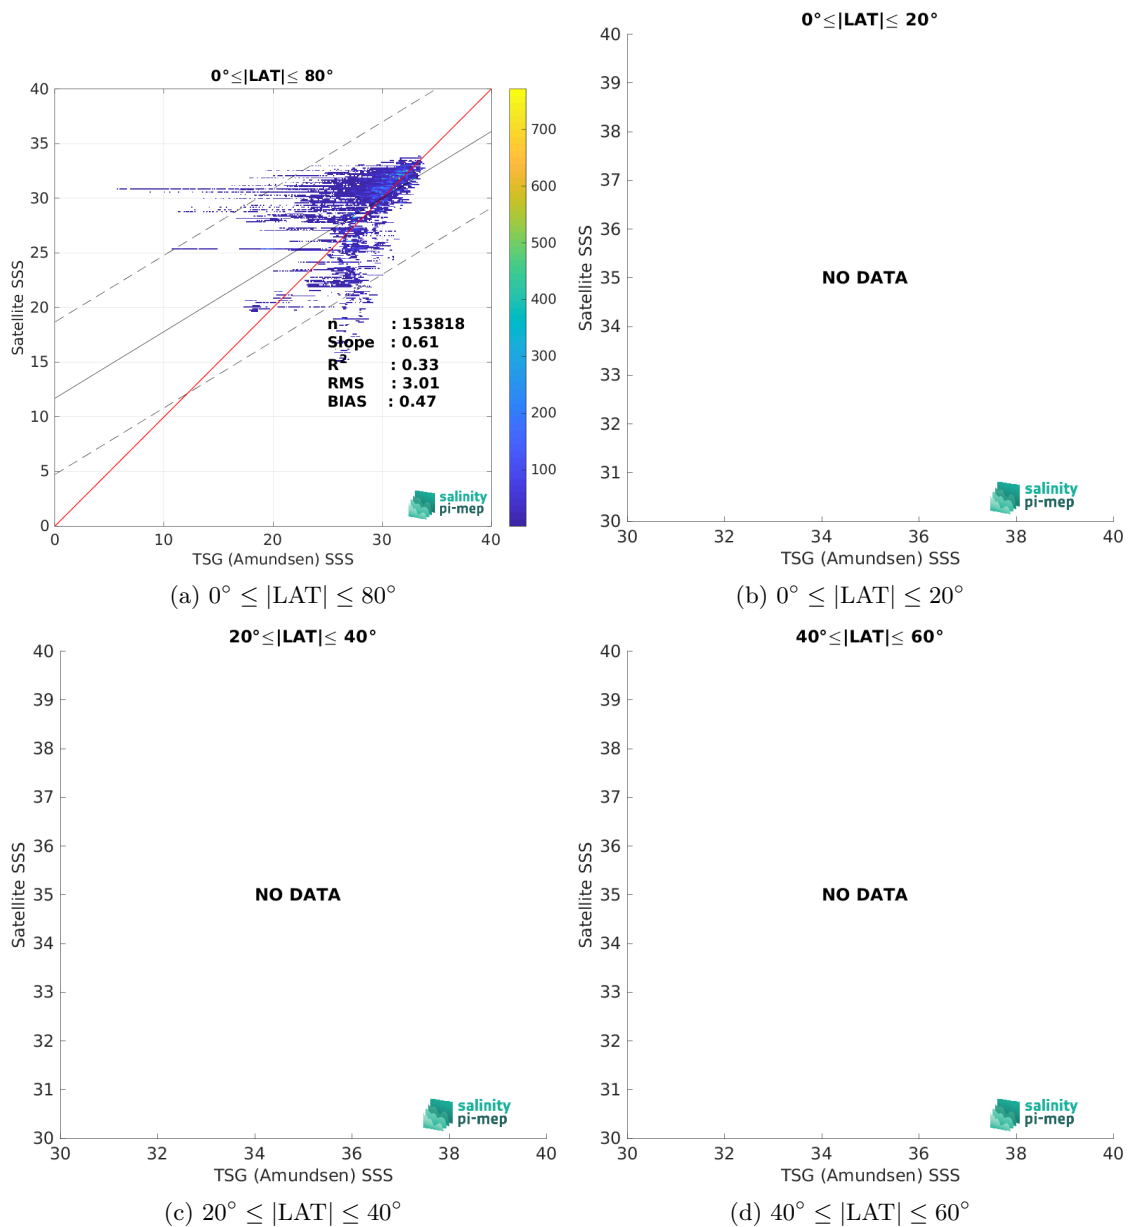 0°≤|LAT|≤ 80°
40
35
30
25
20
15
10
5
0
0
10
20
30
40
Satellite SSS
TSG (Amundsen) SSS
n : 153818
Slope : 0.61
R² : 0.33
RMS : 3.01
BIAS : 0.47
700
600
500
400
300
200
100
salinity
pi-mep
(a) 0° ≤ |LAT| ≤ 80°
0°≤|LAT|≤ 20°
40
39
38
37
36
35
34
33
32
31
30
30
32
34
36
38
40
Satellite SSS
NO DATA
TSG (Amundsen) SSS
salinity
pi-mep
(b) 0° ≤ |LAT| ≤ 20°
20°≤|LAT|≤ 40°
40
39
38
37
36
35
34
33
32
31
30
30
32
34
36
38
40
Satellite SSS
NO DATA
TSG (Amundsen) SSS
salinity
pi-mep
(c) 20° ≤ |LAT| ≤ 40°
40°≤|LAT|≤ 60°
40
39
38
37
36
35
34
33
32
31
30
30
32
34
36
38
40
Satellite SSS
NO DATA
TSG (Amundsen) SSS
salinity
pi-mep
(d) 40° ≤ |LAT| ≤ 60°